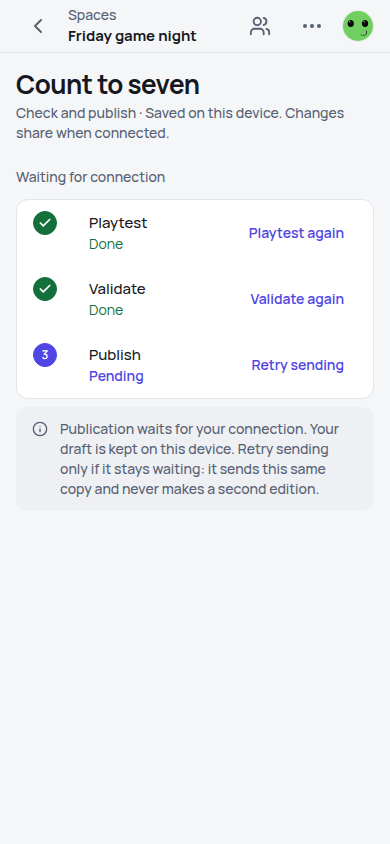 Spaces
Friday game night
Count to seven
Check and publish · Saved on this device. Changes
share when connected.
Waiting for connection
Playtest
Done
Playtest again
Validate
Done
Validate again
3
Publish
Pending
Retry sending
Publication waits for your connection. Your
draft is kept on this device. Retry sending
only if it stays waiting: it sends this same
copy and never makes a second edition.